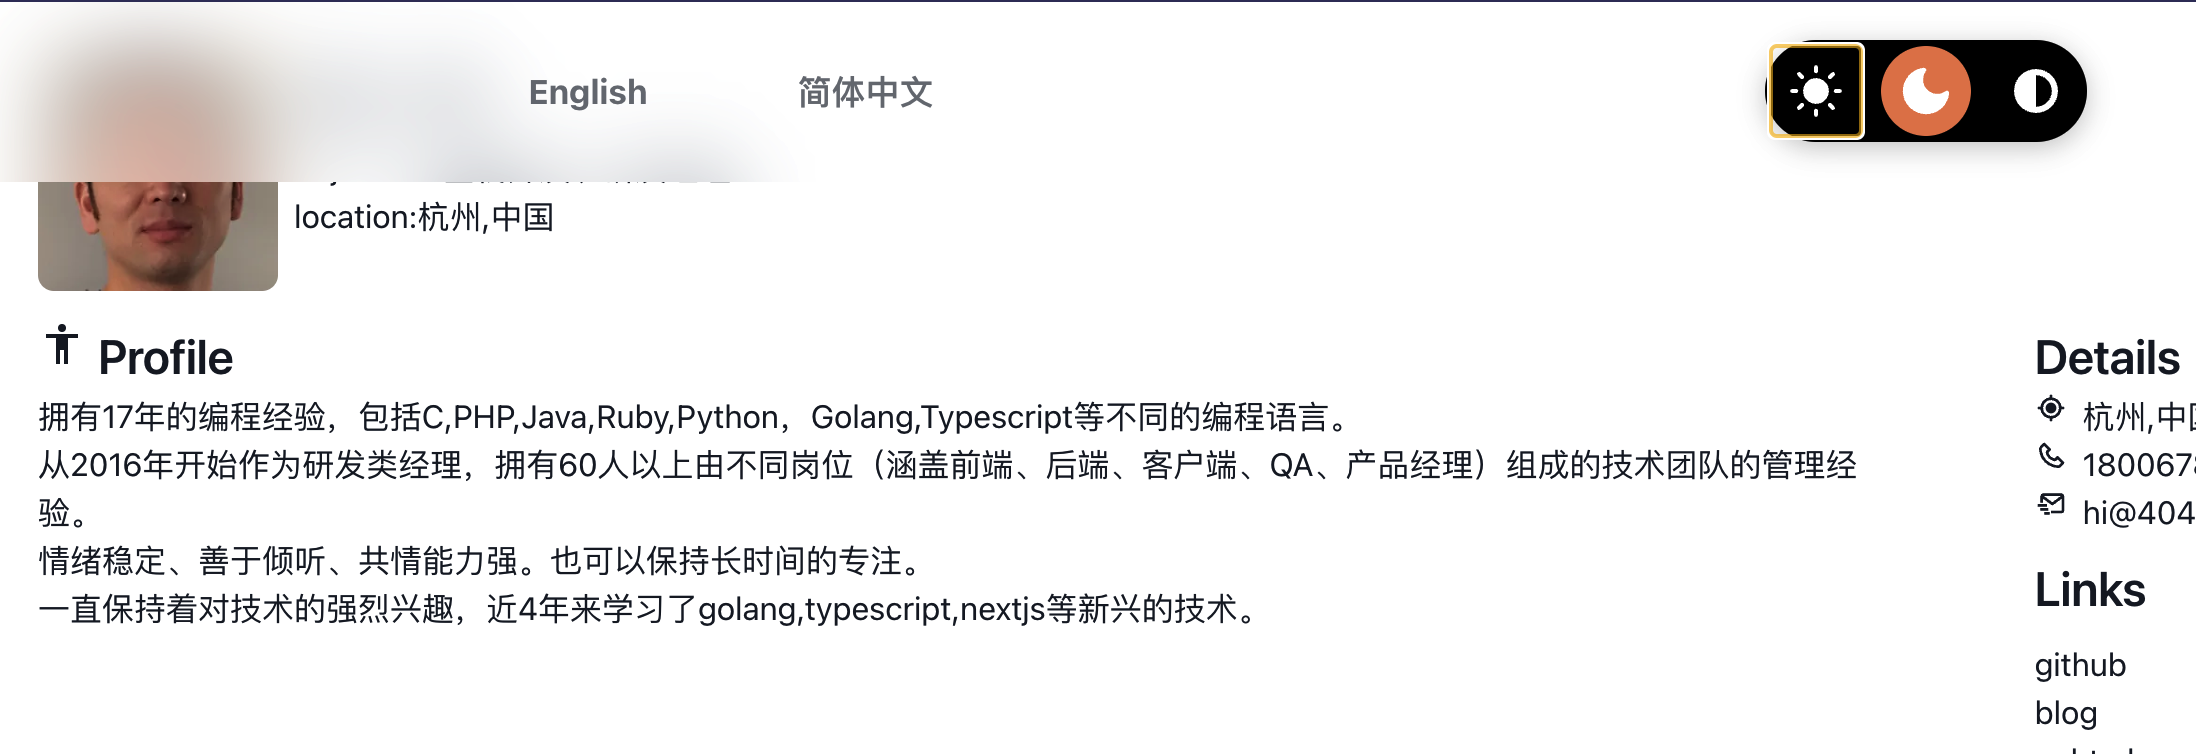 English
简体中文
location:杭州,中国
Profile
拥有17年的编程经验，包括C,PHP,Java,Ruby,Python，Golang,Typescript等不同的编程语言。
从2016年开始作为研发类经理，拥有60人以上由不同岗位（涵盖前端、后端、客户端、QA、产品经理）组成的技术团队的管理经
验。
情绪稳定、善于倾听、共情能力强。也可以保持长时间的专注。
一直保持着对技术的强烈兴趣，近4年来学习了golang,typescript,nextjs等新兴的技术。
Details
杭州,中国
180067
hi@404
Links
github
blog